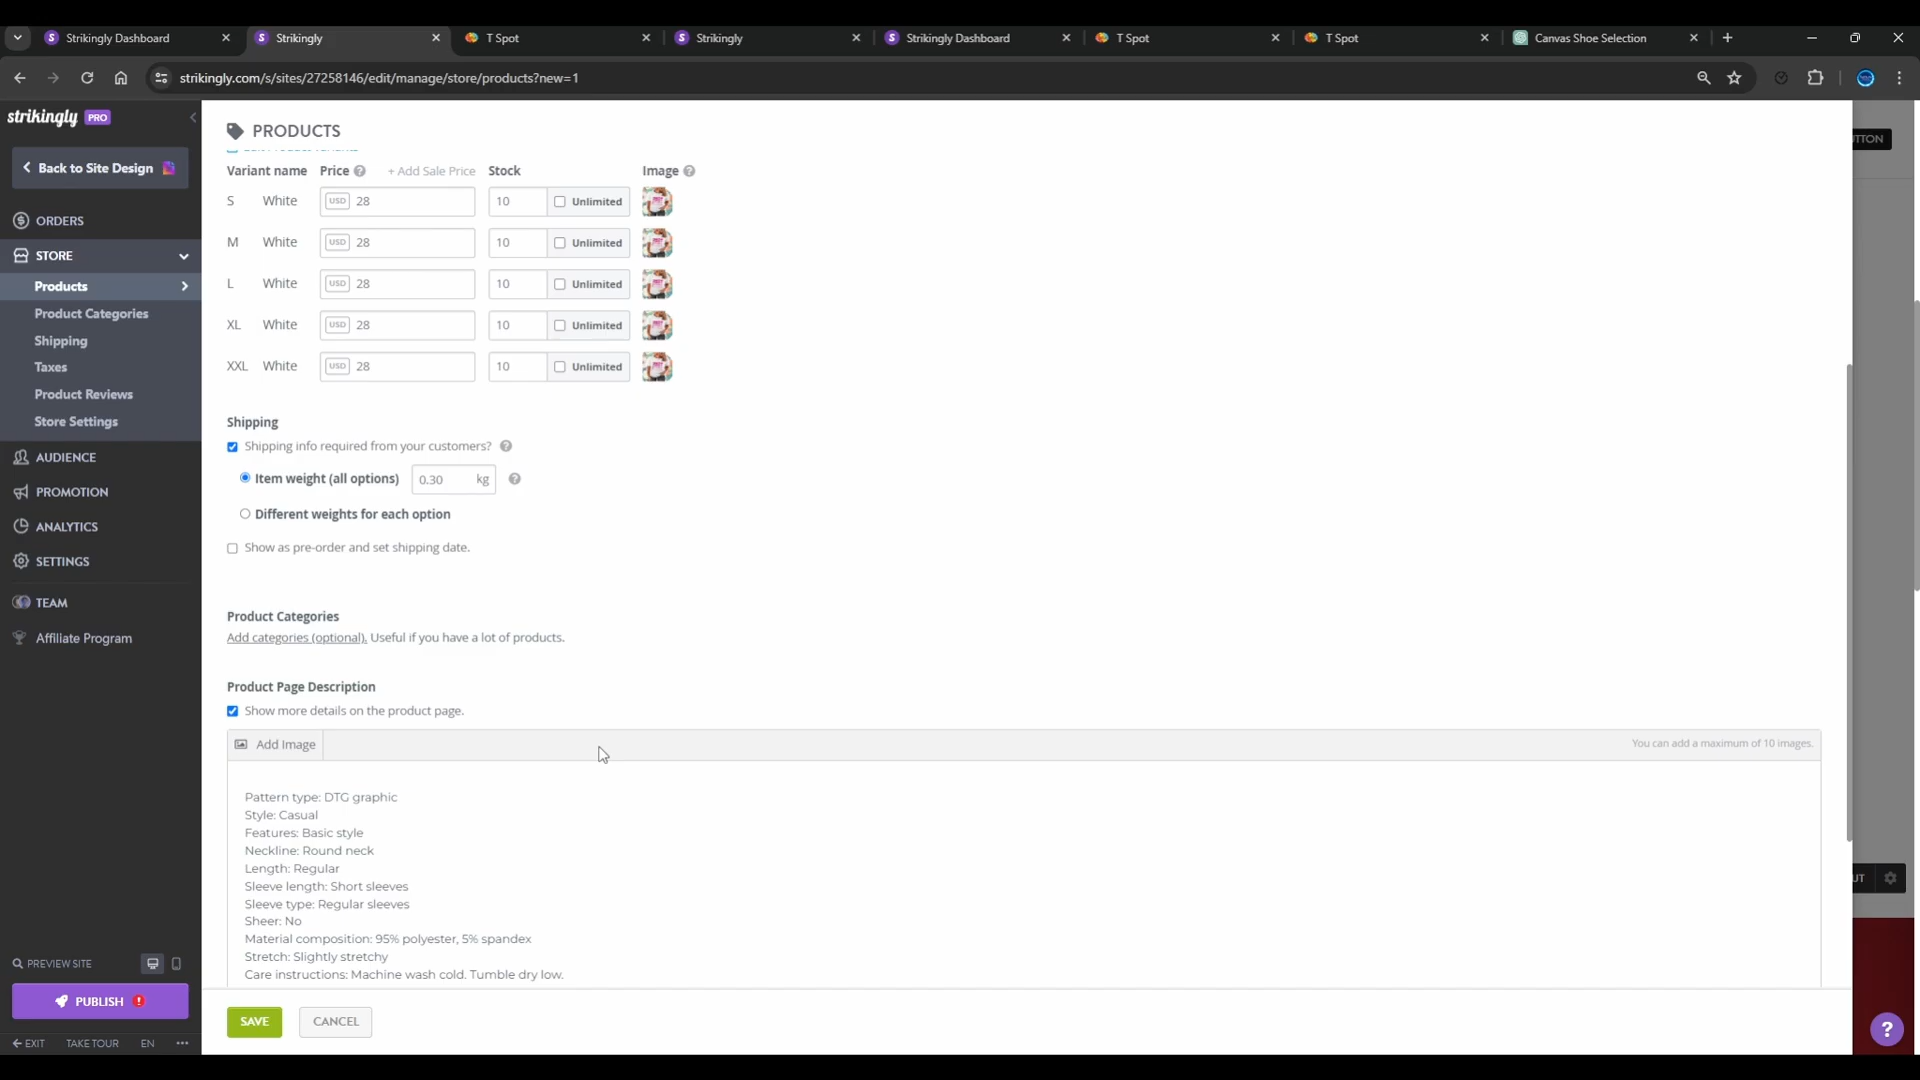 Strikingly Dashboard
Strikingly
T Spot
Strikingly
Strikingly Dashboard
T Spot
T Spot
Canvas Shoe Selection
strikingly.com/s/sites/27258146/edit/manage/store/products?new=1
strikingly PRO
Back to Site Design
ORDERS
STORE
Products
Product Categories
Shipping
Taxes
Product Reviews
Store Settings
AUDIENCE
PROMOTION
ANALYTICS
SETTINGS
TEAM
Affiliate Program
PREVIEW SITE
PUBLISH
EXIT TAKE TOUR EN
PRODUCTS
Variant name Price + Add Sale Price Stock Image
S White USD 28 10 Unlimited
M White USD 28 10 Unlimited
L White USD 28 10 Unlimited
XL White USD 28 10 Unlimited
XXL White USD 28 10 Unlimited
Shipping
Shipping info required from your customers?
Item weight (all options) 0.30 kg
Different weights for each option
Show as pre-order and set shipping date.
Product Categories
Add categories (optional). Useful if you have a lot of products.
Product Page Description
Show more details on the product page.
Add Image You can add a maximum of 10 images.
Pattern type: DTG graphic
Style: Casual
Features: Basic style
Neckline: Round neck
Length: Regular
Sleeve length: Short sleeves
Sleeve type: Regular sleeves
Sheer: No
Material composition: 95% polyester, 5% spandex
Stretch: Slightly stretchy
Care instructions: Machine wash cold. Tumble dry low.
SAVE CANCEL